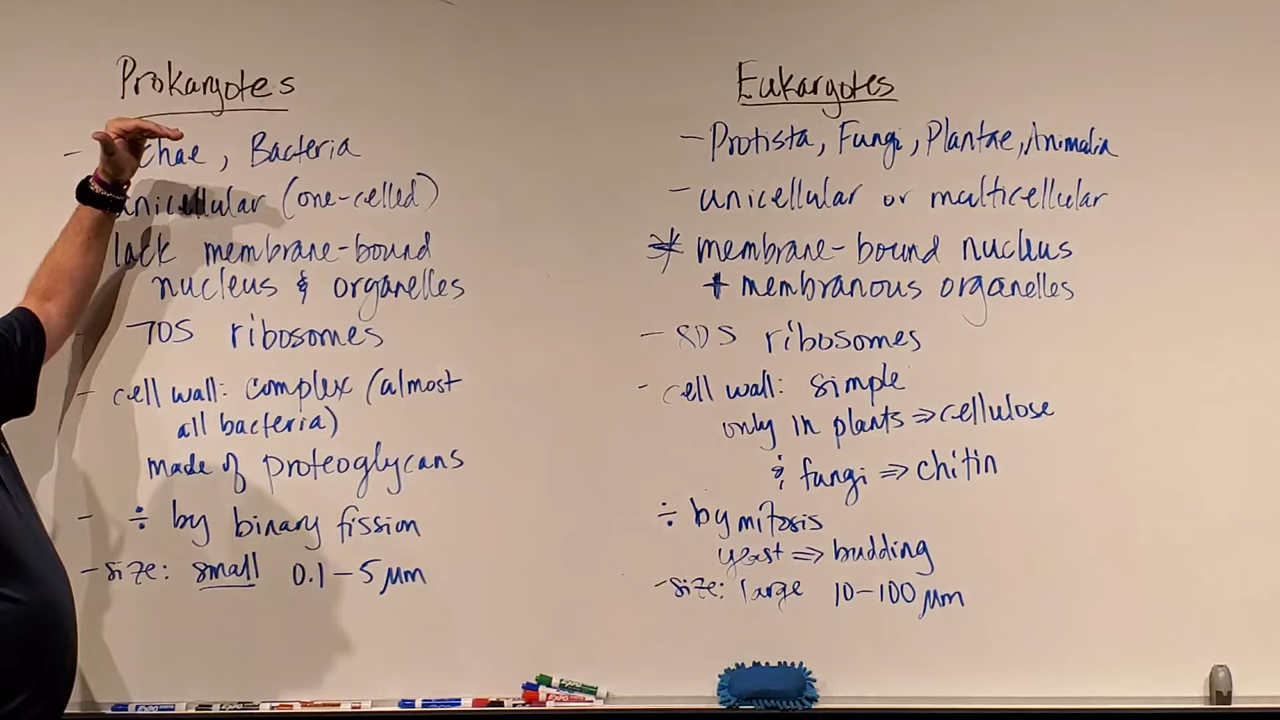 Prokaryotes
- chae, Bacteria
unicellular (one-celled)
lack membrane-bound
nucleus & organelles
- 70S ribosomes
- cell wall: complex (almost
all bacteria)
made of proteoglycans
- ÷ by binary fission
- size: small 0.1-5 μm
Eukaryotes
- Protista, Fungi, Plantae, Animalia
- unicellular or multicellular
* membrane-bound nucleus
+ membranous organelles
- 80S ribosomes
- cell wall: simple
only in plants ⇒ cellulose
& fungi ⇒ chitin
÷ by mitosis
yeast ⇒ budding
- size: large 10-100 μm
EXPO